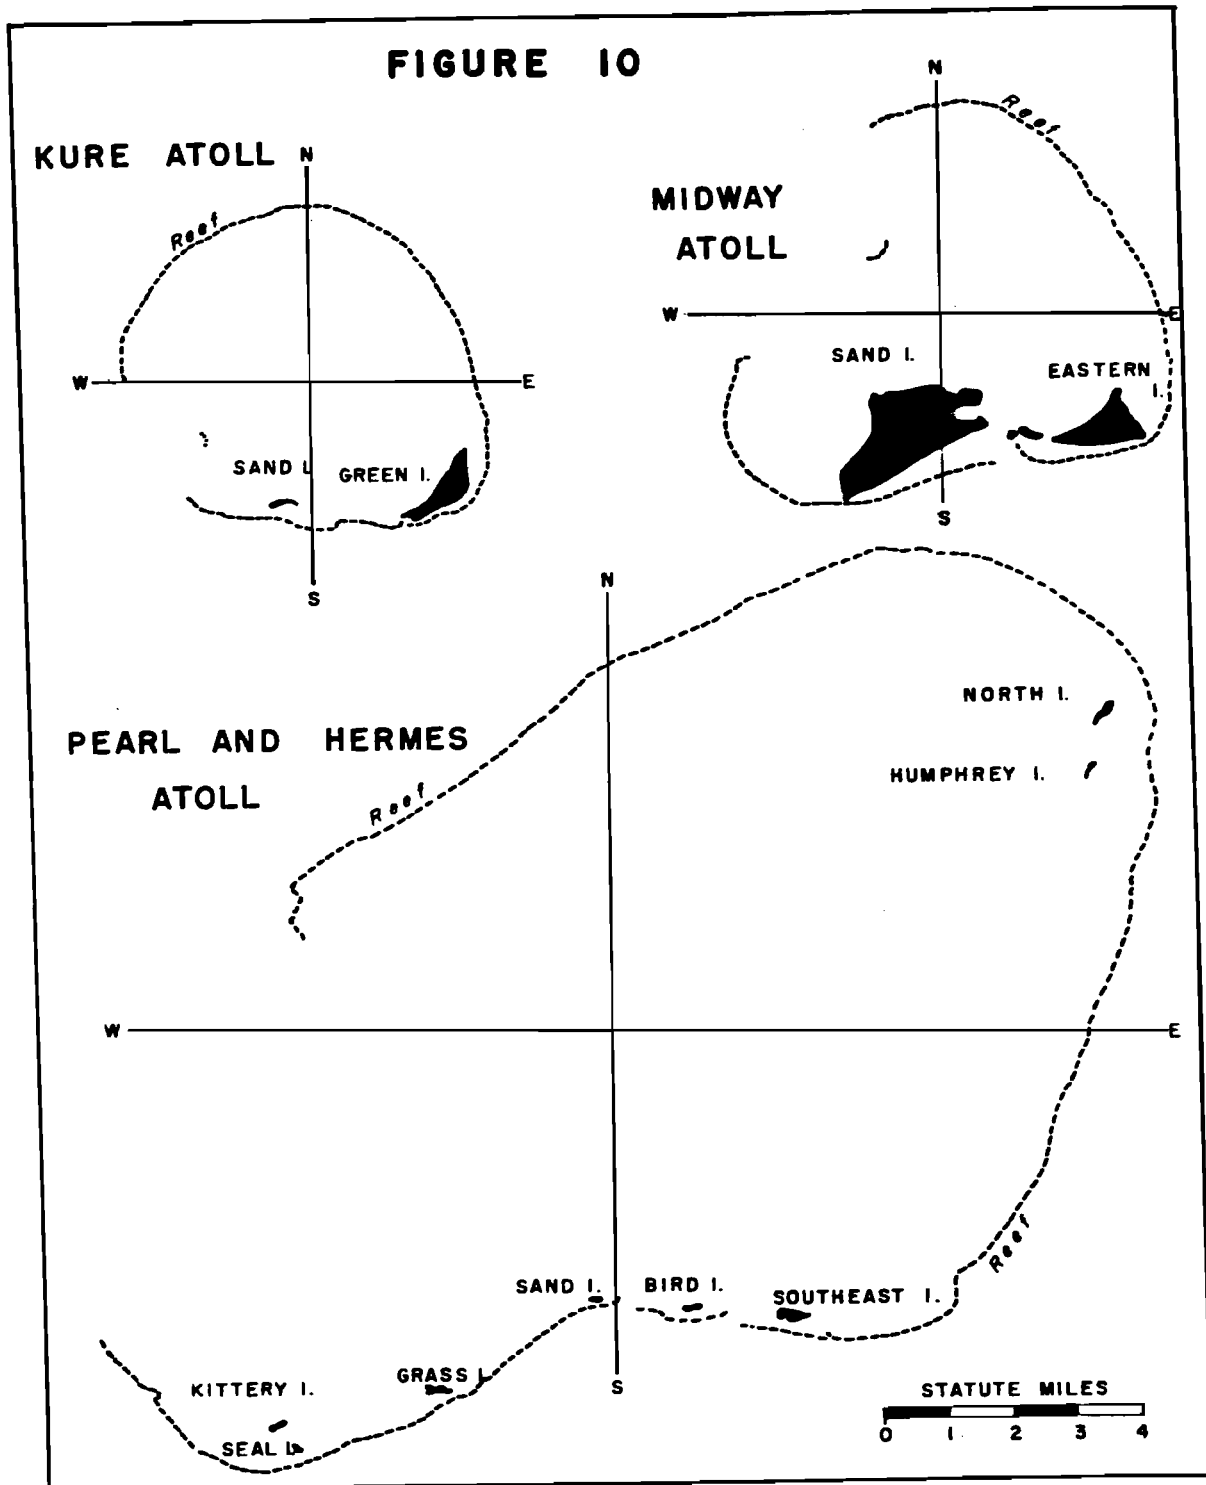 FIGURE 10
KURE ATOLL
N
Reef
W
E
SAND I.
GREEN I.
S
MIDWAY
ATOLL
N
Reef
W
E
SAND I.
EASTERN
I.
S
PEARL AND HERMES
ATOLL
N
Reef
NORTH I.
HUMPHREY I.
W
E
Reef
SAND I.
BIRD I.
SOUTHEAST I.
GRASS I.
KITTERY I.
SEAL I.
S
STATUTE MILES
0 1 2 3 4